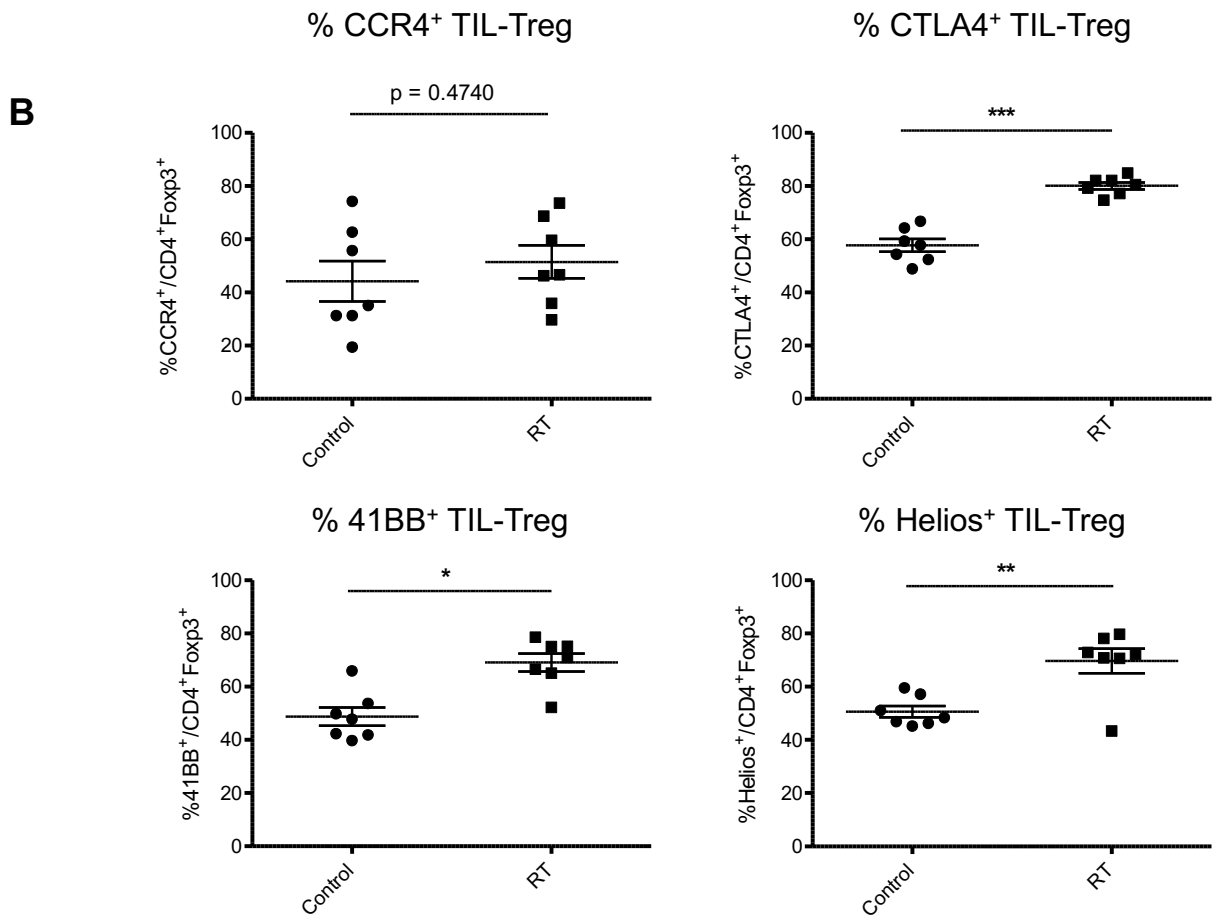 % CCR4⁺ TIL-Treg
% CTLA4⁺ TIL-Treg
B
p = 0.4740
%CCR4⁺/CD4⁺Foxp3⁺
100
80
60
40
20
0
Control
RT
***
%CTLA4⁺/CD4⁺Foxp3⁺
100
80
60
40
20
0
Control
RT
% 41BB⁺ TIL-Treg
% Helios⁺ TIL-Treg
*
%41BB⁺/CD4⁺Foxp3⁺
100
80
60
40
20
0
Control
RT
**
%Helios⁺/CD4⁺Foxp3⁺
100
80
60
40
20
0
Control
RT